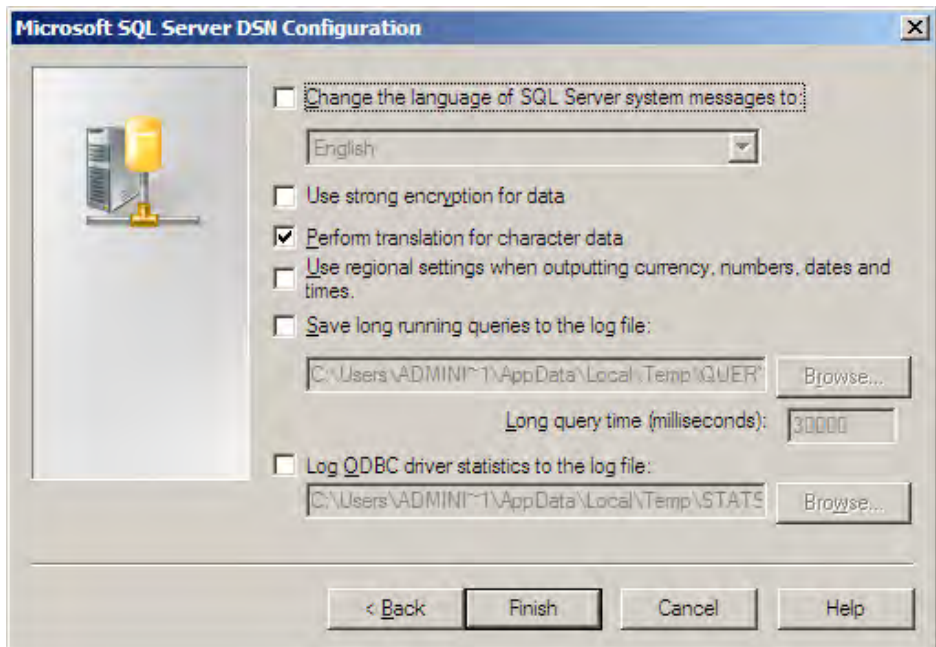 Microsoft SQL Server DSN Configuration
Change the language of SQL Server system messages to:
English
Use strong encryption for data
Perform translation for character data
Use regional settings when outputting currency, numbers, dates and
times.
Save long running queries to the log file:
C:\Users\ADMINI~1\AppData\Local\Temp\QUER
Browse...
Long query time (milliseconds):
30000
Log ODBC driver statistics to the log file:
C:\Users\ADMINI~1\AppData\Local\Temp\STATS
Browse...
< Back
Finish
Cancel
Help